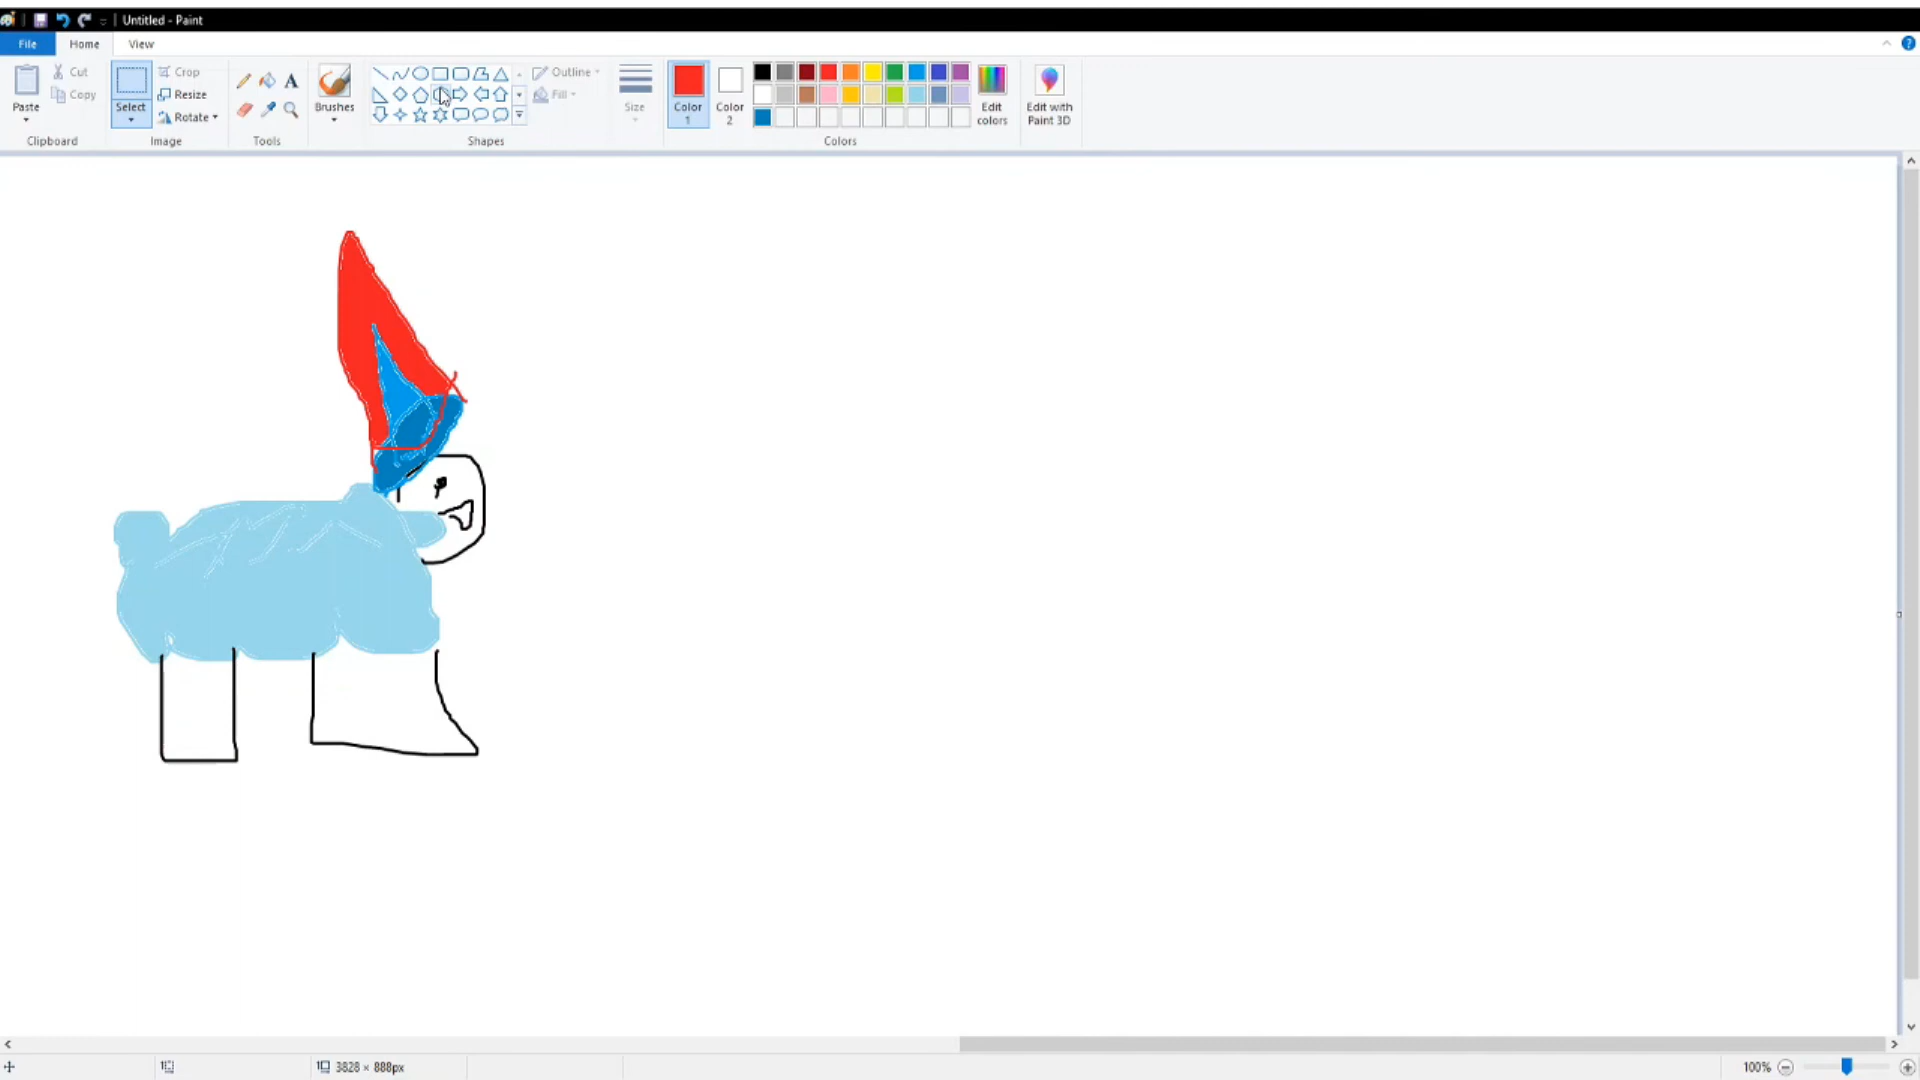 Untitled - Paint
File Home View
Paste
Cut
Copy
Clipboard
Select
Crop
Resize
Rotate
Image
A
Tools
Brushes
Outline
Fill
Shapes
Size
Color
1
Color
2
Edit
colors
Colors
Edit with
Paint 3D
3828 × 888px
100%